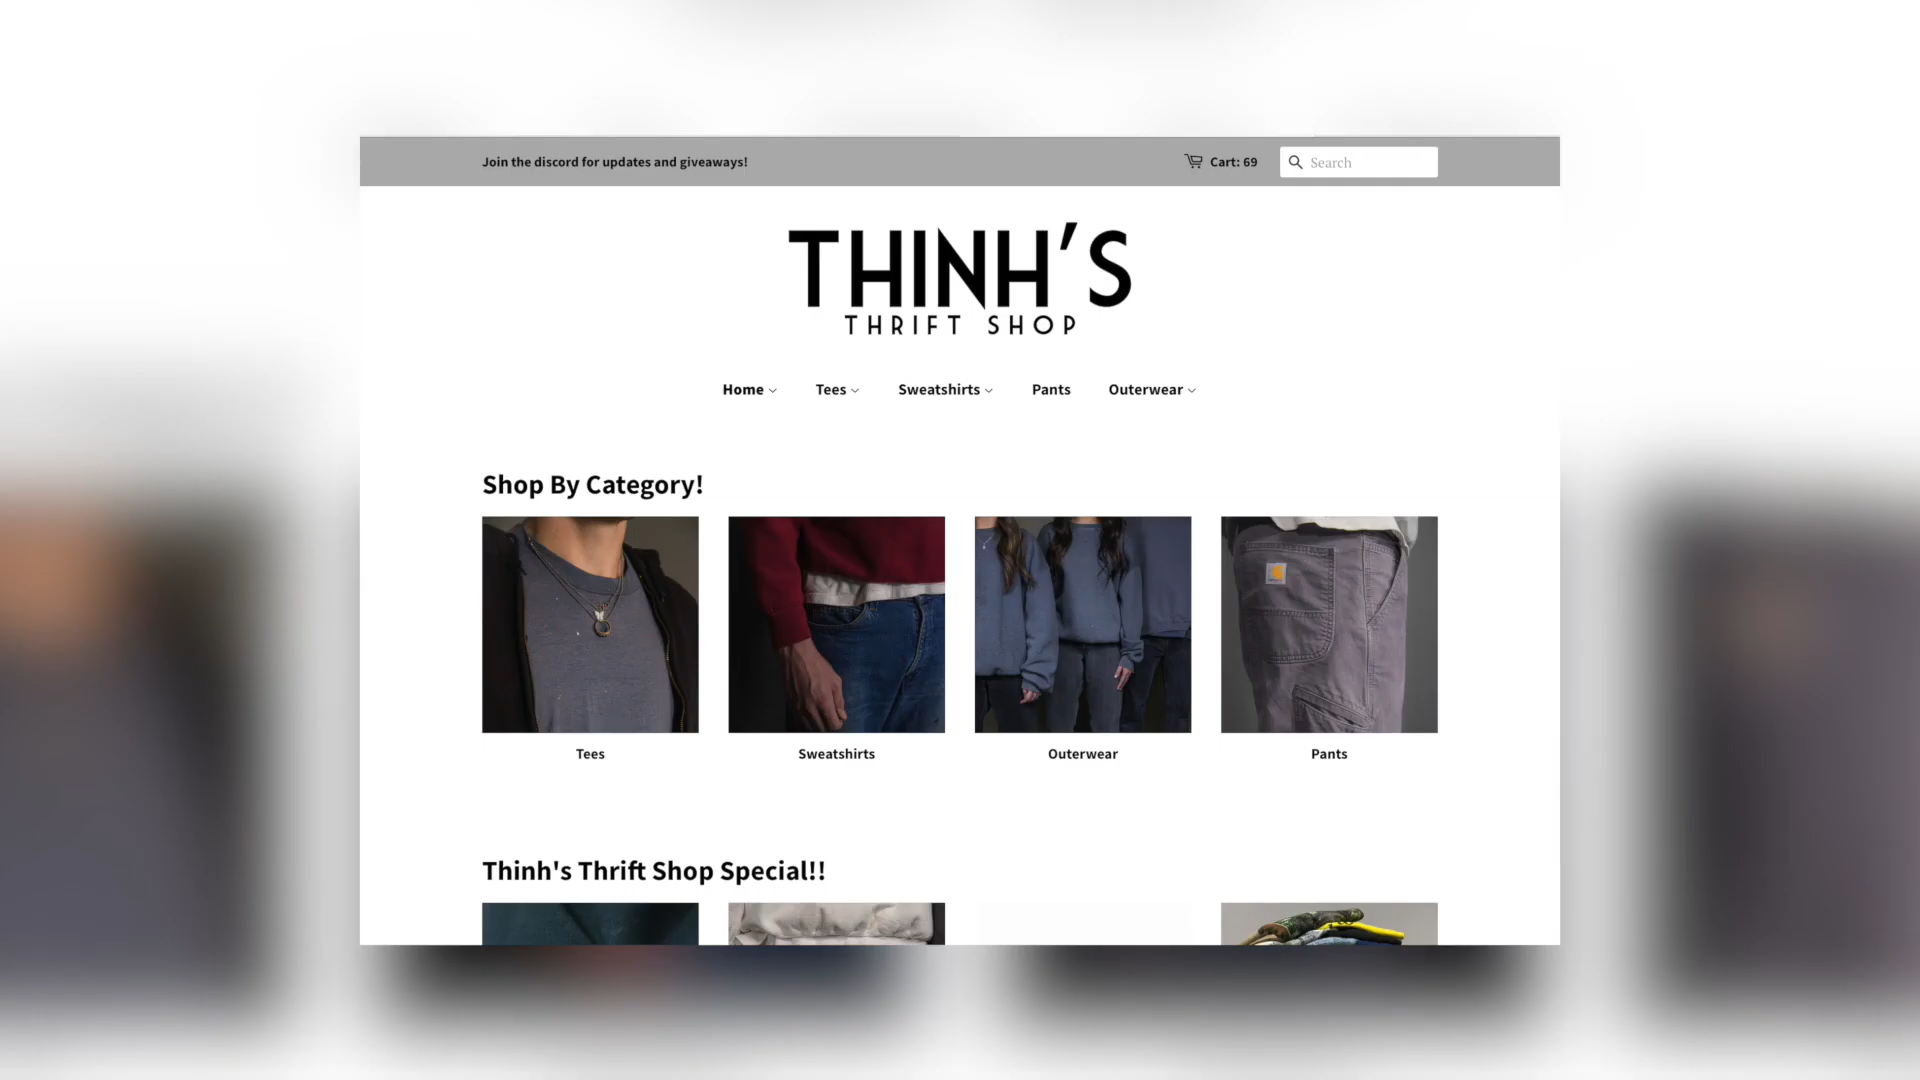 Join the discord for updates and giveaways!
Cart: 69
Search
THINH'S
THRIFT SHOP
Home
Tees
Sweatshirts
Pants
Outerwear
Shop By Category!
Tees
Sweatshirts
Outerwear
Pants
Thinh's Thrift Shop Special!!